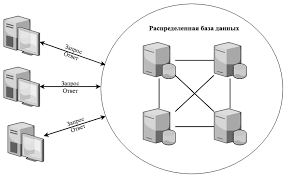 Распределенная база данных
Запрос
Ответ
Запрос
Ответ
Запрос
Ответ